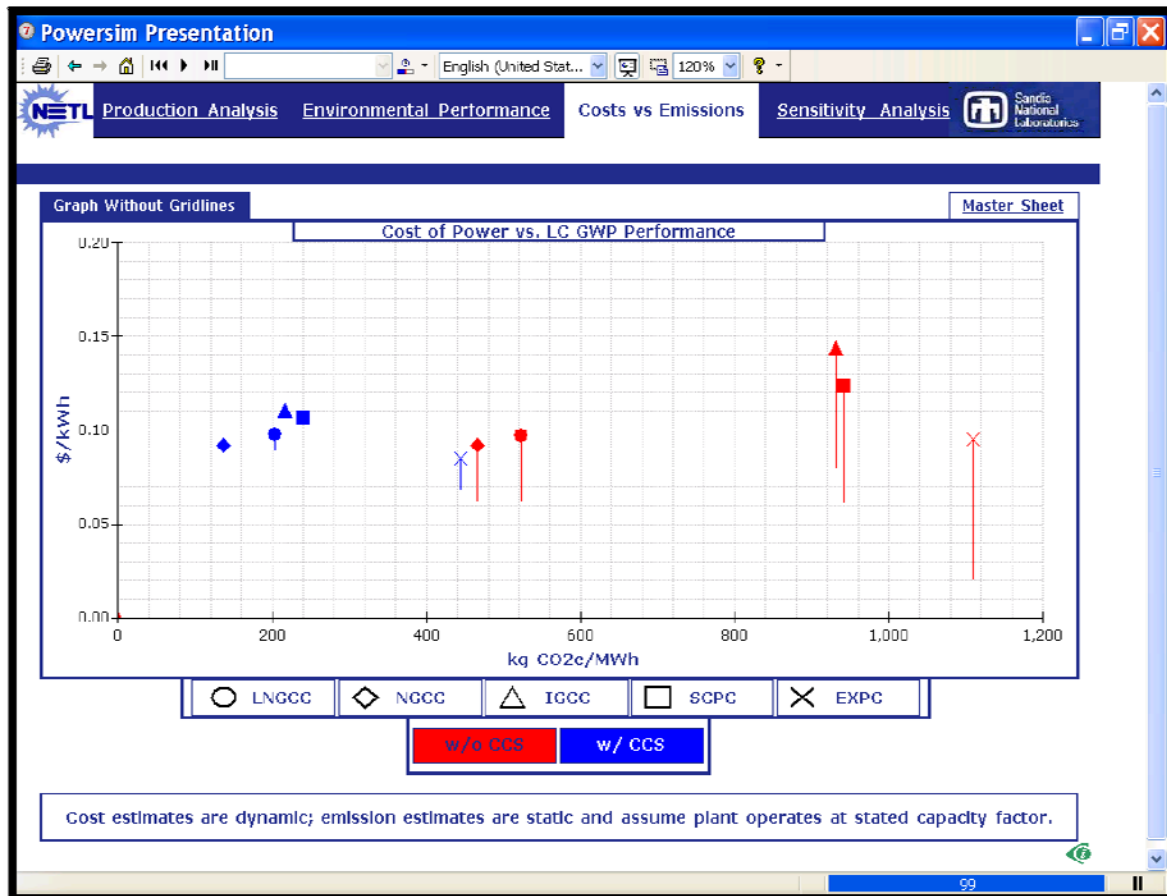 Powersim Presentation
English (United Stat... 120%
NETL Production Analysis Environmental Performance Costs vs Emissions Sensitivity Analysis Sandia National Laboratories
Graph Without Gridlines Master Sheet
Cost of Power vs. LC GWP Performance
0.20
0.15
0.10
0.05
0.00
$/kWh
0 200 400 600 800 1,000 1,200
kg CO2e/MWh
LNGCC NGCC IGCC SCPC EXPC
w/o CCS w/ CCS
Cost estimates are dynamic; emission estimates are static and assume plant operates at stated capacity factor.
99